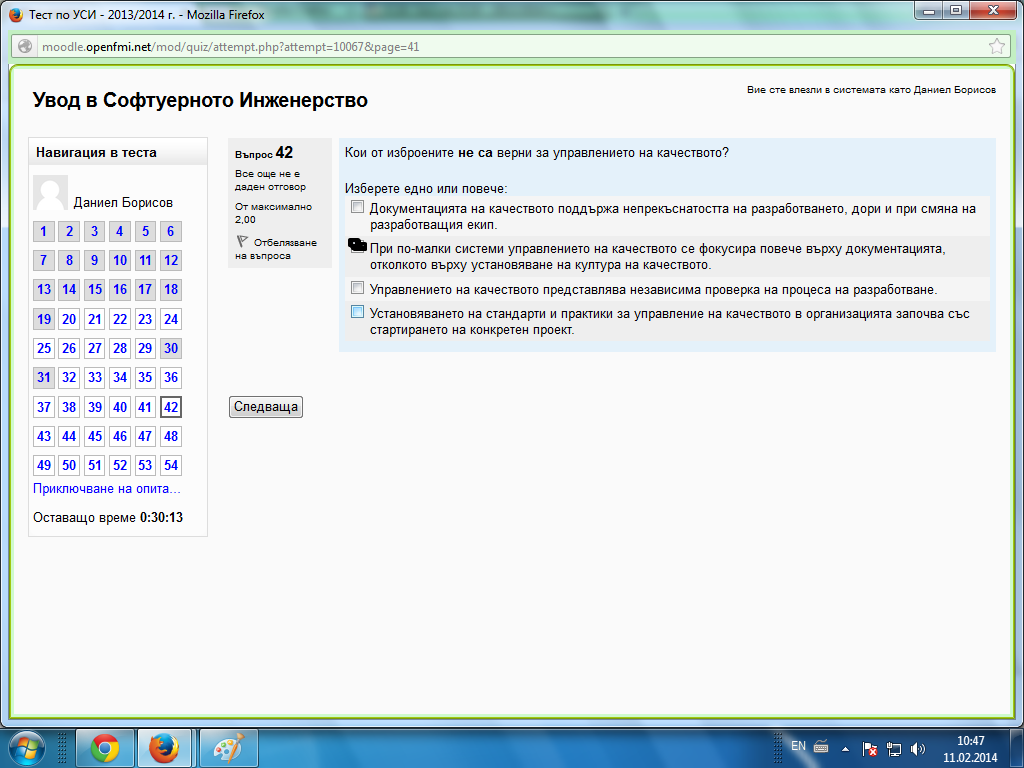 Тест по УСИ - 2013/2014 г. - Mozilla Firefox
moodle.openfmi.net/mod/quiz/attempt.php?attempt=10067&page=41
Вие сте влезли в системата като Даниел Борисов
Увод в Софтуерното Инженерство
Навигация в теста
Даниел Борисов
1 2 3 4 5 6
7 8 9 10 11 12
13 14 15 16 17 18
19 20 21 22 23 24
25 26 27 28 29 30
31 32 33 34 35 36
37 38 39 40 41 42
43 44 45 46 47 48
49 50 51 52 53 54
Приключване на опита...
Оставащо време 0:30:13
Въпрос 42
Все още не е
даден отговор
От максимално
2,00
Отбелязване
на въпроса
Кои от изброените не са верни за управлението на качеството?
Изберете едно или повече:
Документацията на качеството поддържа непрекъснатостта на разработването, дори и при смяна на
разработващия екип.
При по-малки системи управлението на качеството се фокусира повече върху документацията,
отколкото върху установяване на култура на качеството.
Управлението на качеството представлява независима проверка на процеса на разработване.
Установяването на стандарти и практики за управление на качеството в организацията започва със
стартирането на конкретен проект.
Следваща
EN
10:47
11.02.2014